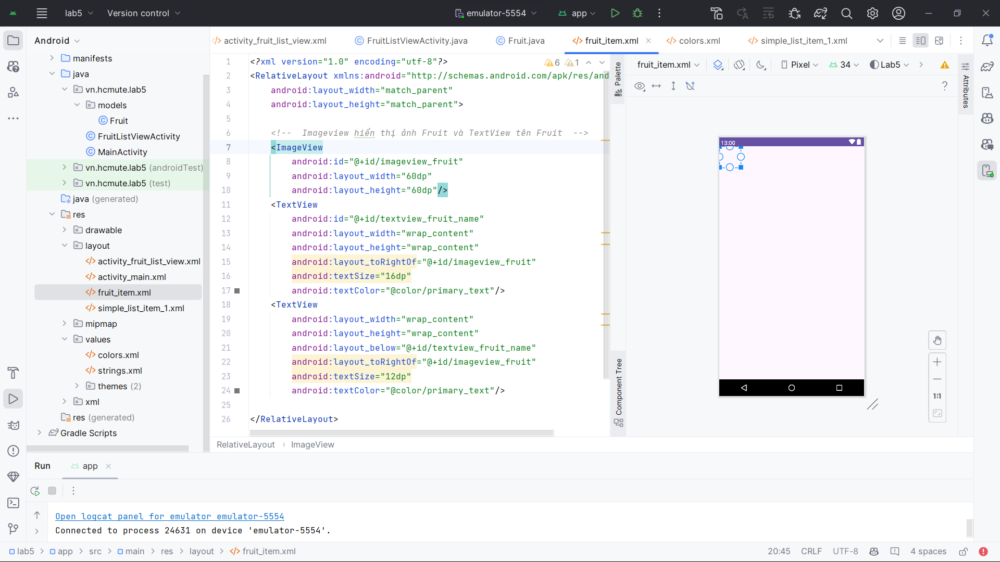 lab5
Version control
emulator-5554
app
Android
manifests
java
vn.hcmute.lab5
models
Fruit
FruitListViewActivity
MainActivity
vn.hcmute.lab5 (androidTest)
vn.hcmute.lab5 (test)
java (generated)
res
drawable
layout
activity_fruit_list_view.xml
activity_main.xml
fruit_item.xml
simple_list_item_1.xml
mipmap
values
colors.xml
strings.xml
themes (2)
xml
res (generated)
Gradle Scripts
activity_fruit_list_view.xml
FruitListViewActivity.java
Fruit.java
fruit_item.xml
colors.xml
simple_list_item_1.xml
6 1
1 <?xml version="1.0" encoding="utf-8"?>
2 <RelativeLayout xmlns:android="http://schemas.android.com/apk/res/and
3 android:layout_width="match_parent"
4 android:layout_height="match_parent">
5
6 <!--  Imageview hiển thị ảnh Fruit và TextView tên Fruit  -->
7 <ImageView
8 android:id="@+id/imageview_fruit"
9 android:layout_width="60dp"
10 android:layout_height="60dp"/>
11 <TextView
12 android:id="@+id/textview_fruit_name"
13 android:layout_width="wrap_content"
14 android:layout_height="wrap_content"
15 android:layout_toRightOf="@+id/imageview_fruit"
16 android:textSize="16dp"
17 android:textColor="@color/primary_text"/>
18 <TextView
19 android:layout_width="wrap_content"
20 android:layout_height="wrap_content"
21 android:layout_below="@+id/textview_fruit_name"
22 android:layout_toRightOf="@+id/imageview_fruit"
23 android:textSize="12dp"
24 android:textColor="@color/primary_text"/>
25
26 </RelativeLayout>
RelativeLayout › ImageView
Palette
Component Tree
fruit_item.xml
Pixel
34
Lab5
?
Attributes
13:00
1:1
Run
app
Open logcat panel for emulator emulator-5554
Connected to process 24631 on device 'emulator-5554'.
lab5 > app > src > main > res > layout > fruit_item.xml
20:45
CRLF
UTF-8
4 spaces